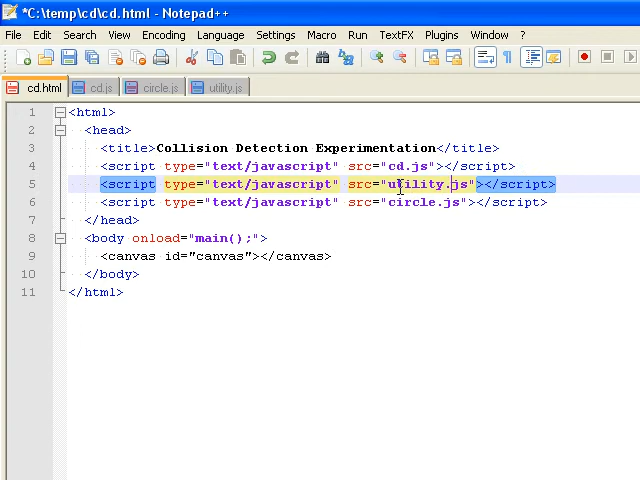 *C:\temp\cd\cd.html - Notepad++
File Edit Search View Encoding Language Settings Macro Run TextFX Plugins Window ?
cd.html cd.js circle.js utility.js
1 <html>
2 <head>
3 <title>Collision Detection Experimentation</title>
4 <script type="text/javascript" src="cd.js"></script>
5 <script type="text/javascript" src="utility.js"></script>
6 <script type="text/javascript" src="circle.js"></script>
7 </head>
8 <body onload="main();">
9 <canvas id="canvas"></canvas>
10 </body>
11 </html>